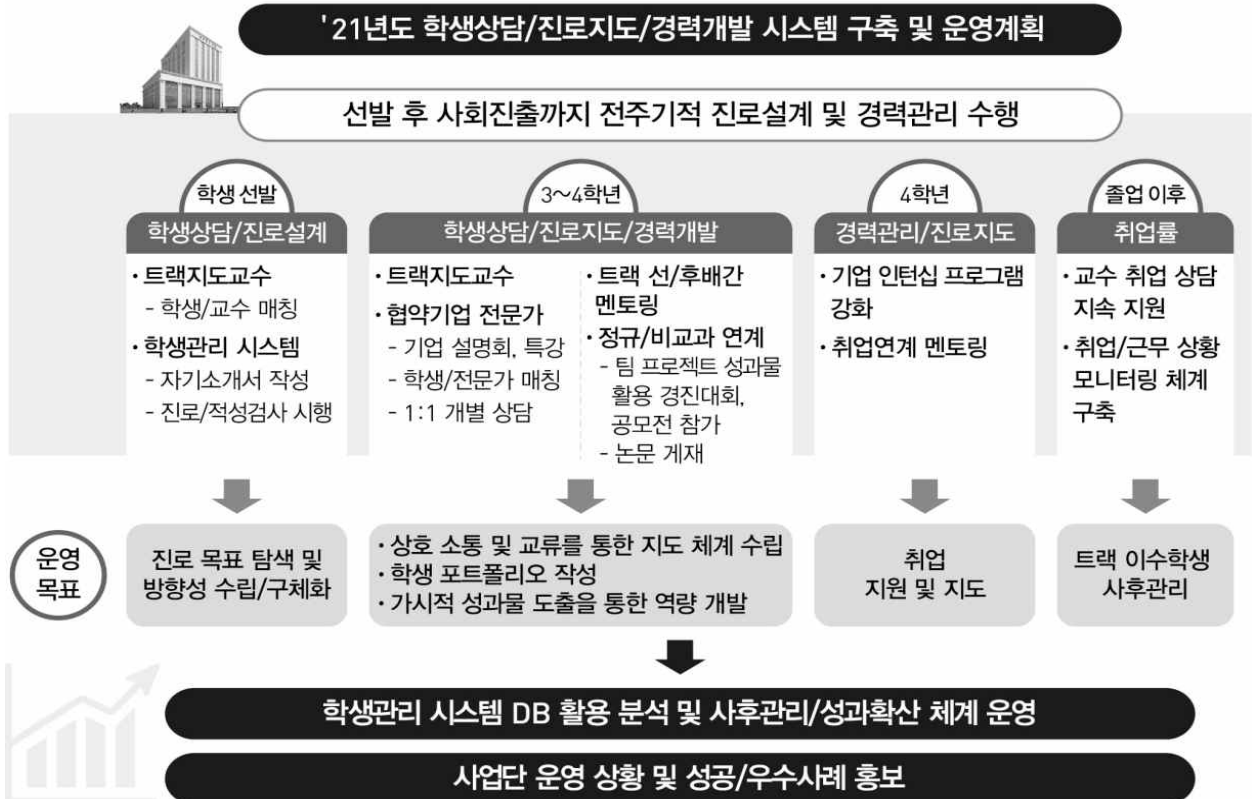 '21년도 학생상담/진로지도/경력개발 시스템 구축 및 운영계획
선발 후 사회진출까지 전주기적 진로설계 및 경력관리 수행
학생 선발
학생상담/진로설계
· 트랙지도교수
- 학생/교수 매칭
· 학생관리 시스템
- 자기소개서 작성
- 진로/적성검사 시행
3~4학년
학생상담/진로지도/경력개발
· 트랙지도교수
· 협약기업 전문가
- 기업 설명회, 특강
- 학생/전문가 매칭
- 1:1 개별 상담
· 트랙 선/후배간
멘토링
· 정규/비교과 연계
- 팀 프로젝트 성과물
활용 경진대회,
공모전 참가
- 논문 게재
4학년
경력관리/진로지도
· 기업 인턴십 프로그램
강화
· 취업연계 멘토링
졸업 이후
취업률
· 교수 취업 상담
지속 지원
· 취업/근무 상황
모니터링 체계
구축
운영
목표
진로 목표 탐색 및
방향성 수립/구체화
· 상호 소통 및 교류를 통한 지도 체계 수립
· 학생 포트폴리오 작성
· 가시적 성과물 도출을 통한 역량 개발
취업
지원 및 지도
트랙 이수학생
사후관리
학생관리 시스템 DB 활용 분석 및 사후관리/성과확산 체계 운영
사업단 운영 상황 및 성공/우수사례 홍보